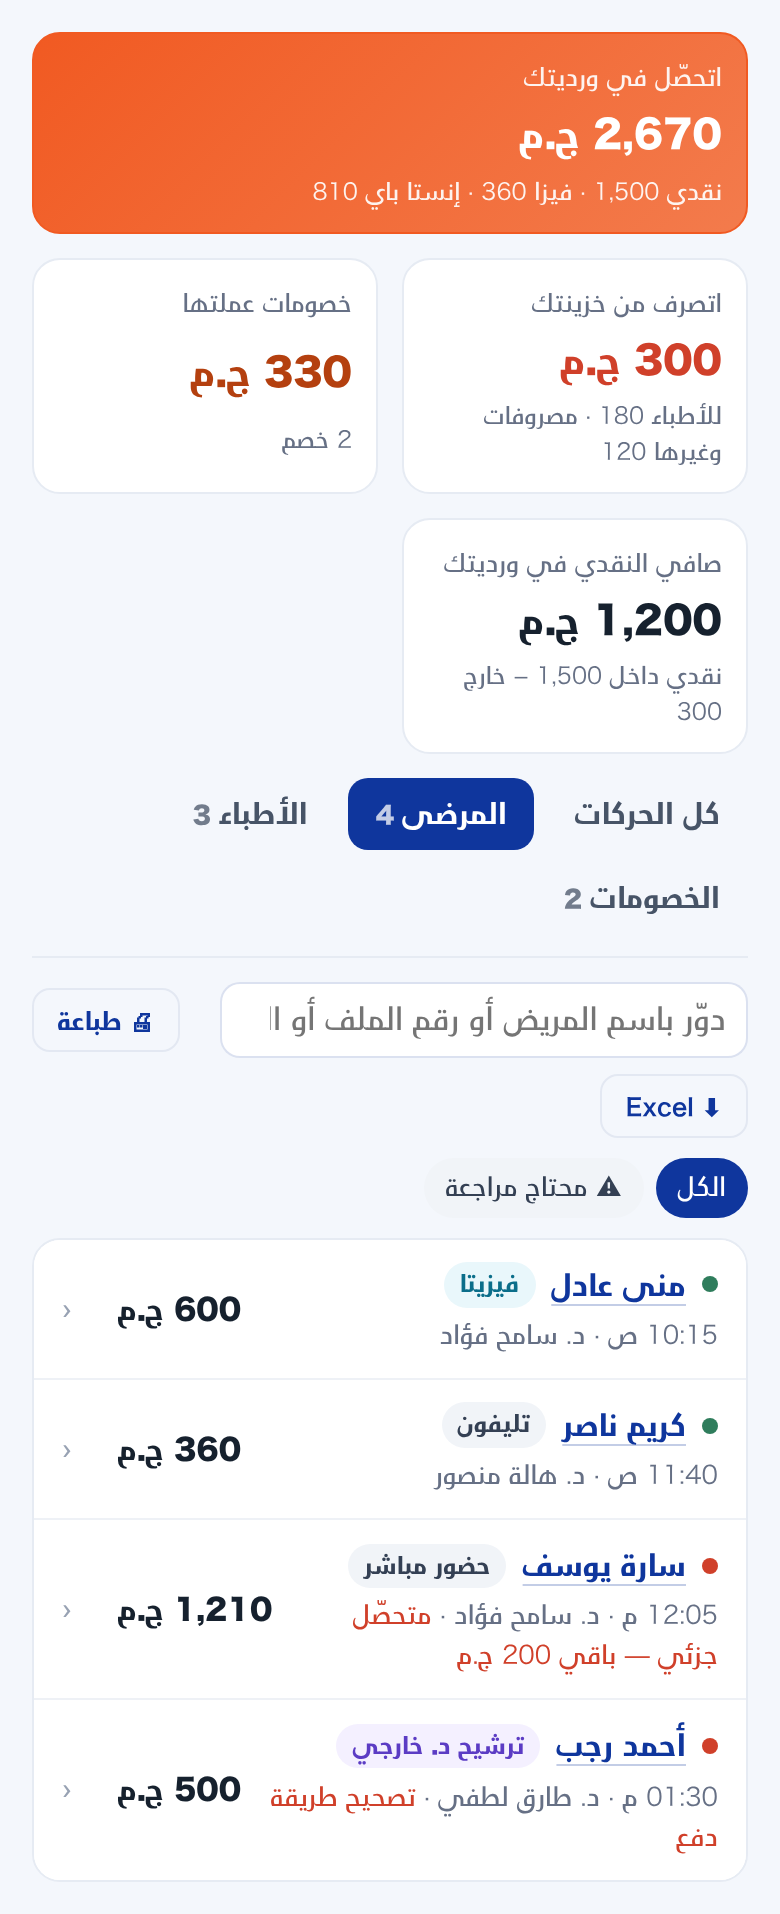 اتحصّل في ورديتك
2,670 ج.م
نقدي 1,500 · فيزا 360 · إنستا باي 810
اتصرف من خزينتك
300 ج.م
للأطباء 180 · مصروفات
وغيرها 120
خصومات عملتها
330 ج.م
2 خصم
صافي النقدي في ورديتك
1,200 ج.م
نقدي داخل 1,500 – خارج
300
كل الحركات
المرضى 4
الأطباء 3
الخصومات 2
دوّر باسم المريض أو رقم الملف أو
طباعة
Excel
الكل
محتاج مراجعة
منى عادل فيزيتا
10:15 ص · د. سامح فؤاد
600 ج.م
كريم ناصر تليفون
11:40 ص · د. هالة منصور
360 ج.م
سارة يوسف حضور مباشر
12:05 م · د. سامح فؤاد · متحصّل
جزئي — باقي 200 ج.م
1,210 ج.م
أحمد رجب ترشيح د. خارجي
01:30 م · د. طارق لطفي · تصحيح طريقة
دفع
500 ج.م